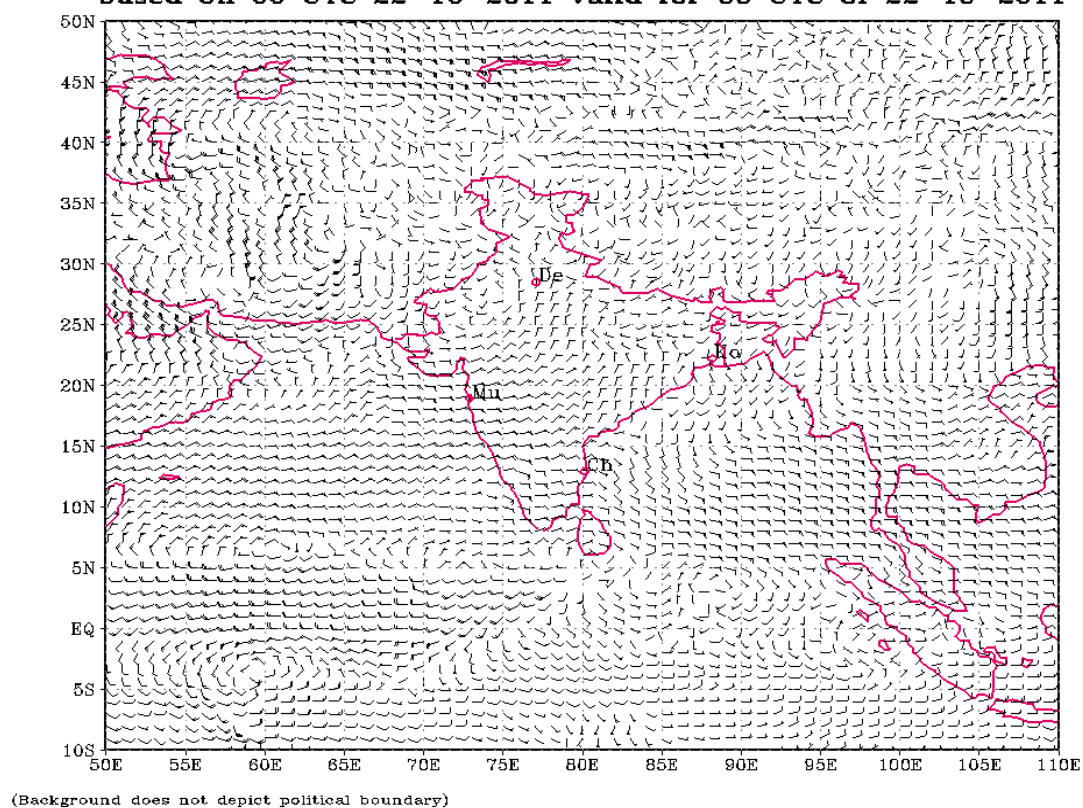 50N
45N
40N
35N
30N
De
25N
Ko
20N
Mu
15N
Ch
10N
5N
EQ
5S
10S
50E 55E 60E 65E 70E 75E 80E 85E 90E 95E 100E 105E 110E
(Background does not depict political boundary)